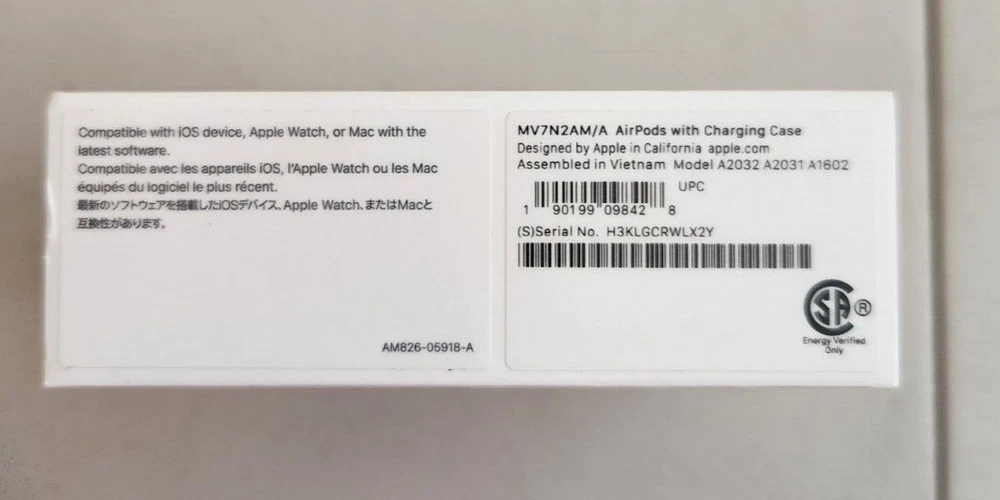 Compatible with iOS device, Apple Watch, or Mac with the
latest software.
Compatible avec les appareils iOS, l'Apple Watch ou les Mac
équipés du logiciel le plus récent.
最新のソフトウェアを搭載したiOSデバイス、Apple Watch、またはMacと
互換性があります。
AM826-05918-A
MV7N2AM/A AirPods with Charging Case
Designed by Apple in California apple.com
Assembled in Vietnam Model A2032 A2031 A1602
UPC
1 90199 09842 8
(S)Serial No. H3KLGCRWLX2Y
SA ®
Energy Verified
Only